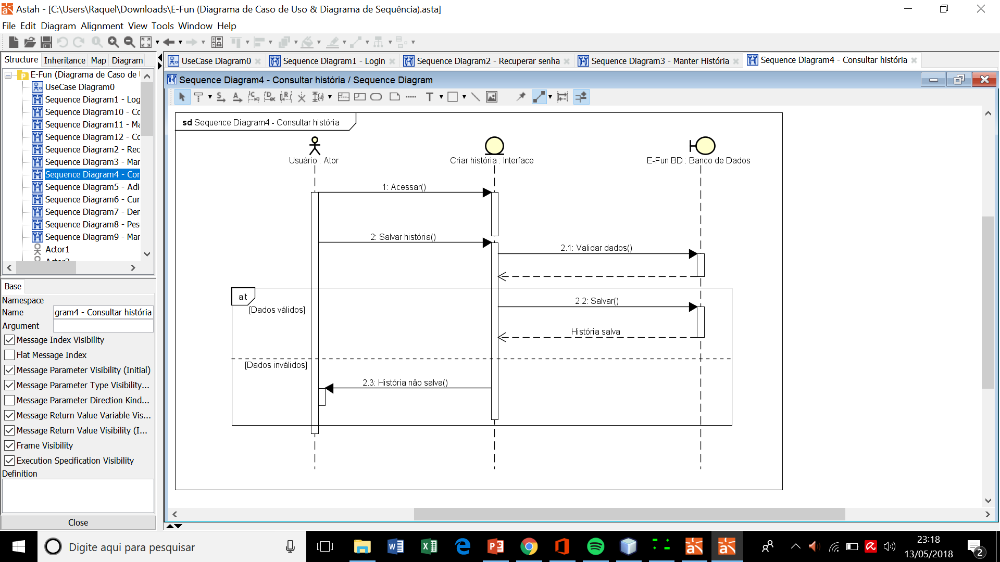 Astah - [C:\Users\Raquel\Downloads\E-Fun (Diagrama de Caso de Uso & Diagrama de Sequência).asta]
File Edit Diagram Alignment View Tools Window Help
Structure Inheritance Map Diagram
E-Fun (Diagrama de Caso de
UseCase Diagram0
Sequence Diagram1 - Log
Sequence Diagram10 - Co
Sequence Diagram11 - Ma
Sequence Diagram12 - Co
Sequence Diagram2 - Rec
Sequence Diagram3 - Mar
Sequence Diagram4 - Cor
Sequence Diagram5 - Adi
Sequence Diagram6 - Cur
Sequence Diagram7 - Den
Sequence Diagram8 - Pes
Sequence Diagram9 - Mar
Actor1
Base
Namespace
Name gram4 - Consultar história
Argument
Message Index Visibility
Flat Message Index
Message Parameter Visibility (Initial)
Message Parameter Type Visibility...
Message Parameter Direction Kind...
Message Return Value Variable Vis...
Message Return Value Visibility (I...
Frame Visibility
Execution Specification Visibility
Definition
Close
UseCase Diagram0 Sequence Diagram1 - Login Sequence Diagram2 - Recuperar senha Sequence Diagram3 - Manter História Sequence Diagram4 - Consultar história
Sequence Diagram4 - Consultar história / Sequence Diagram
sd Sequence Diagram4 - Consultar história
Usuário : Ator Criar história : Interface E-Fun BD : Banco de Dados
1: Acessar()
2: Salvar história()
2.1: Validar dados()
alt
2.2: Salvar()
[Dados válidos]
História salva
[Dados inválidos]
2.3: História não salva()
Digite aqui para pesquisar
23:18
13/05/2018
2